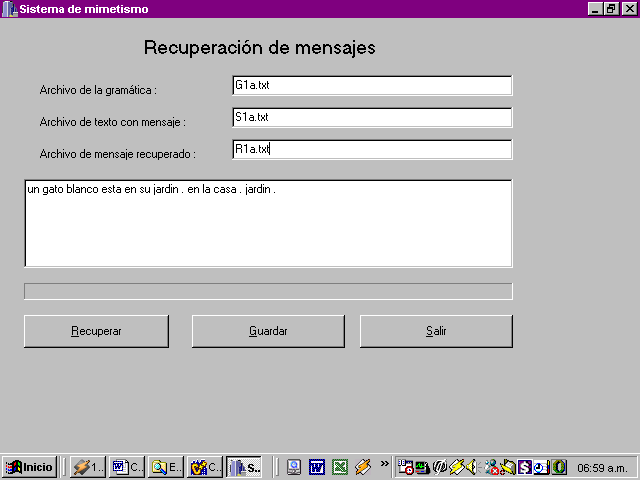 Sistema de mimetismo
Recuperación de mensajes
Archivo de la gramática :
G1a.txt
Archivo de texto con mensaje :
S1a.txt
Archivo de mensaje recuperado :
R1a.txt
un gato blanco esta en su jardin . en la casa . jardin .
Recuperar
Guardar
Salir
Inicio
1..
C..
E..
C..
S..
»
06:59 a.m.